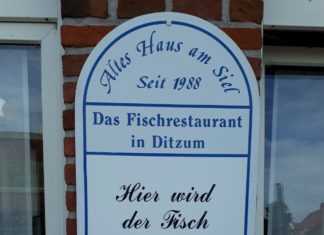 Altes Haus am Siel
Seit 1988
Das Fischrestaurant
in Ditzum
Hier wird
der Fisch